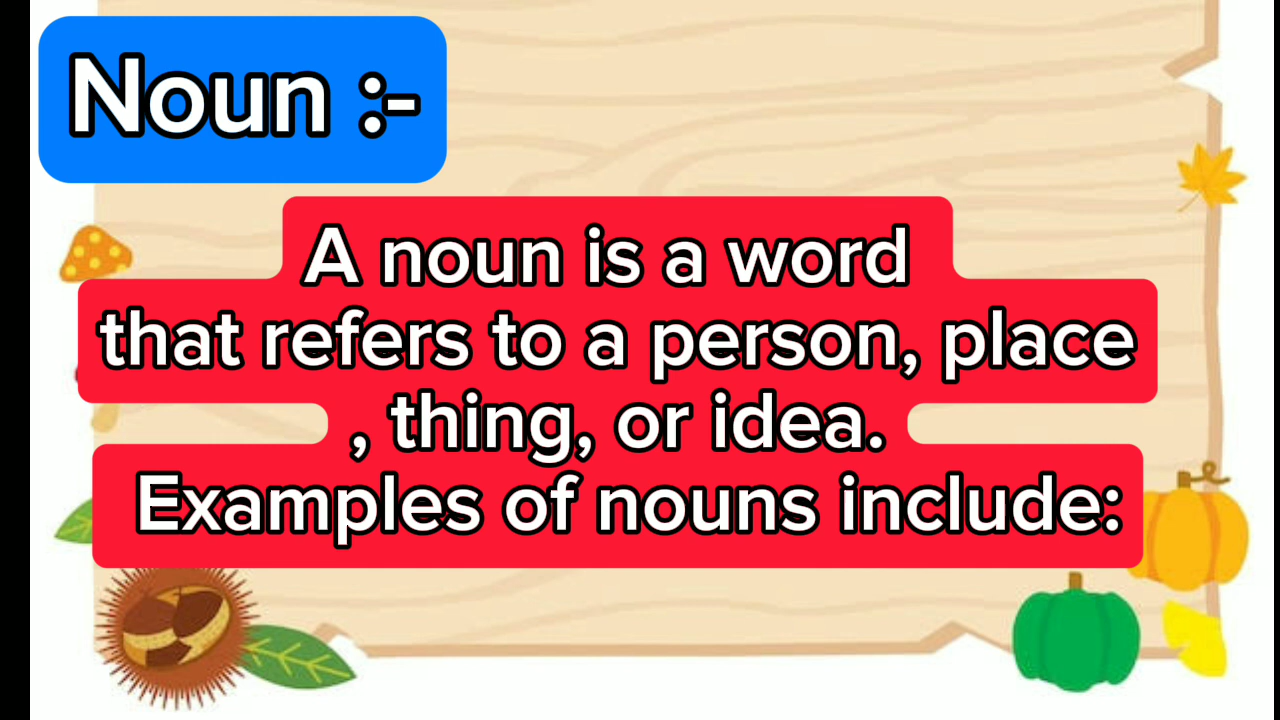 Noun :-
A noun is a word
that refers to a person, place
, thing, or idea.
Examples of nouns include: